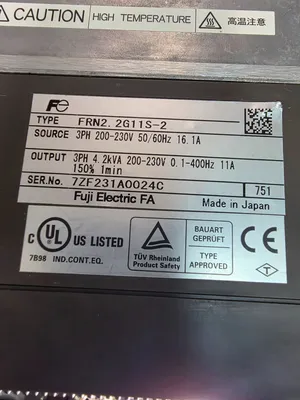 CAUTION HIGH TEMPERATURE 高温注意
Fe
TYPE FRN2.2G11S-2
SOURCE 3PH 200-230V 50/60Hz 16.1A
OUTPUT 3PH 4.2kVA 200-230V 0.1-400Hz 11A
150% 1min
SER.No. 7ZF231A0024C 751
Fuji Electric FA Made in Japan
C UL US LISTED
7B98 IND.CONT.EQ.
TÜV Rheinland
Product Safety
BAUART
GEPRÜFT
TYPE
APPROVED
T